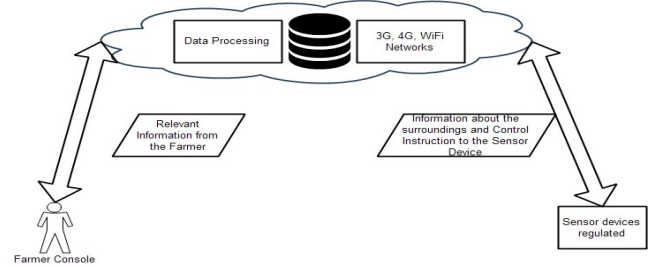 Data Processing
3G, 4G, WiFi
Networks
Relevant
Information from
the Farmer
Information about the
surroundings and Control
Instruction to the Sensor
Device
Sensor devices
regulated
Farmer Console